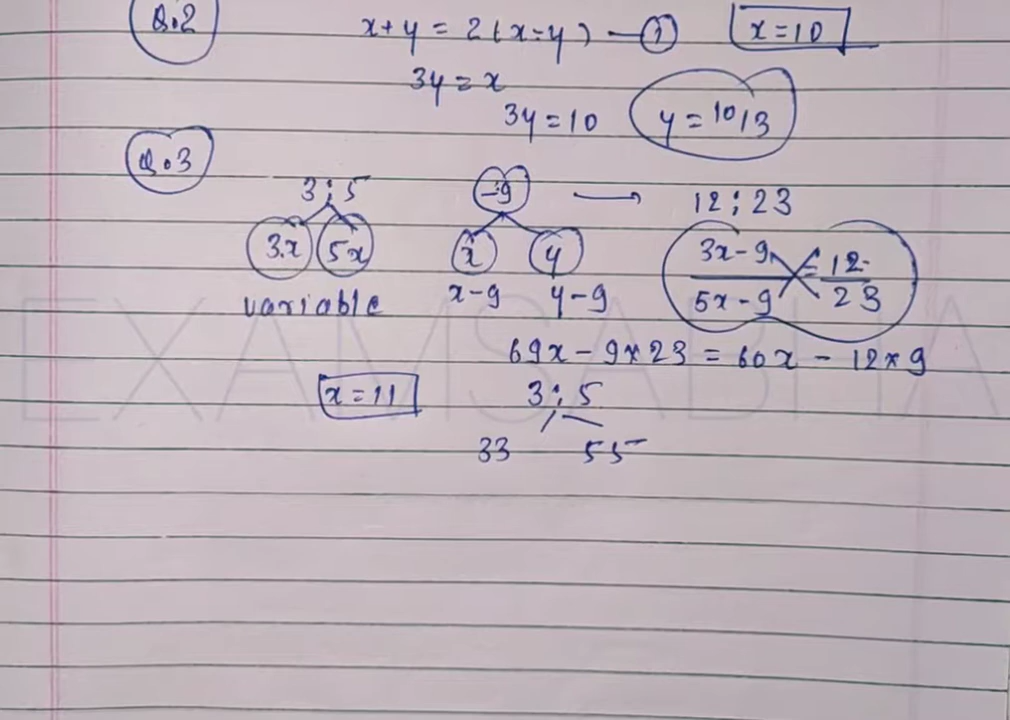 Q.2 x+y = 2(x-y) —① x=10
3y = x
3y = 10 y = 10/3
Q.3
3:5 -9 → 12:23
3x 5x x y 3x-9/5x-9 = 12/23
variable x-9 y-9
69x - 9×23 = 60x - 12×9
x = 11 3:5
33 55
EXAMSABHA